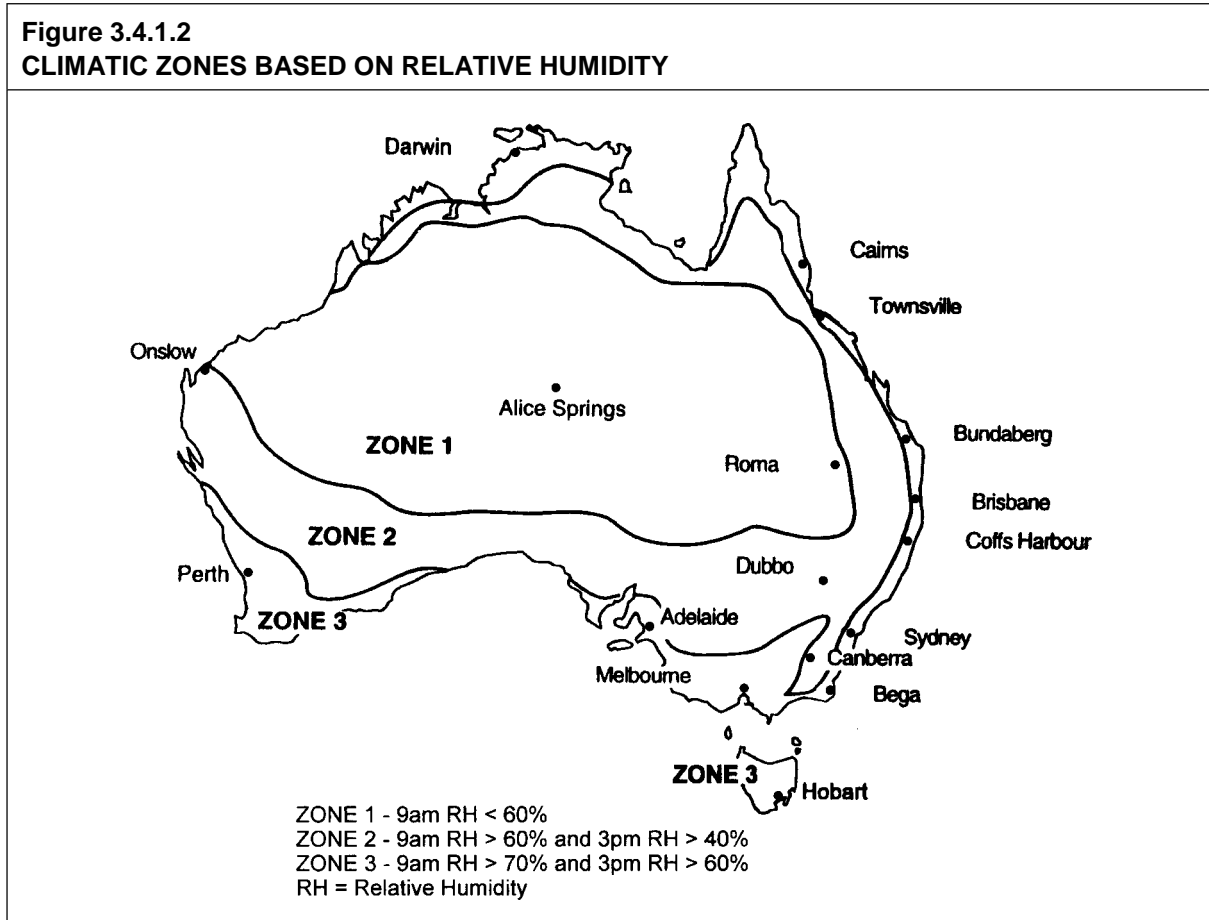 Figure 3.4.1.2
CLIMATIC ZONES BASED ON RELATIVE HUMIDITY
Darwin
Cairns
Townsville
Onslow
Alice Springs
Bundaberg
ZONE 1
Roma
Brisbane
ZONE 2
Coffs Harbour
Dubbo
Perth
ZONE 3
Adelaide
Sydney
Canberra
Melbourne
Bega
ZONE 3
Hobart
ZONE 1 - 9am RH < 60%
ZONE 2 - 9am RH > 60% and 3pm RH > 40%
ZONE 3 - 9am RH > 70% and 3pm RH > 60%
RH = Relative Humidity